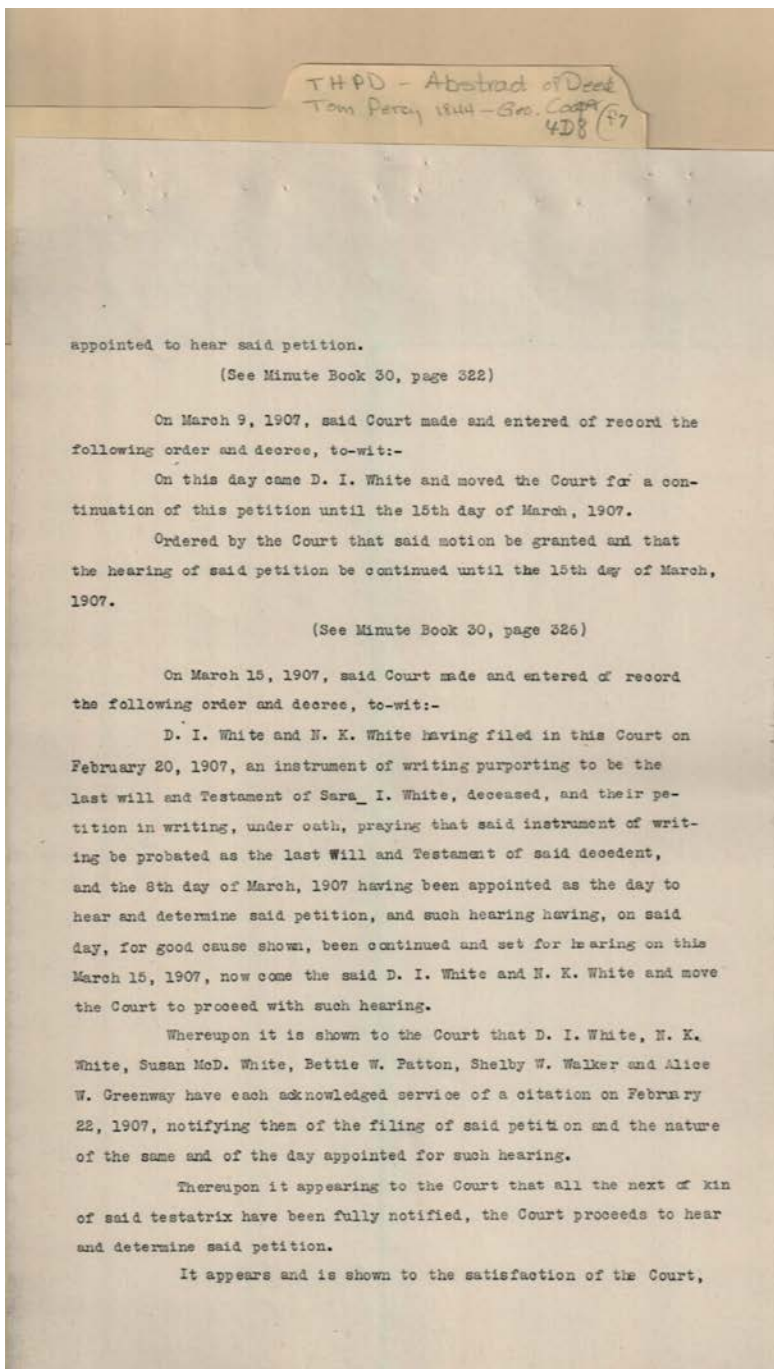 THPD - Abstract of Deed
Tom Percy 1844 - Geo. Cooper
4D8 (f7
appointed to hear said petition.
(See Minute Book 30, page 322)
On March 9, 1907, said Court made and entered of record the
following order and decree, to-wit:-
On this day came D. I. White and moved the Court for a con-
tinuation of this petition until the 15th day of March, 1907.
Ordered by the Court that said motion be granted and that
the hearing of said petition be continued until the 15th day of March,
1907.
(See Minute Book 30, page 326)
On March 15, 1907, said Court made and entered of record
the following order and decree, to-wit:-
D. I. White and N. K. White having filed in this Court on
February 20, 1907, an instrument of writing purporting to be the
last will and Testament of Sara_ I. White, deceased, and their pe-
tition in writing, under oath, praying that said instrument of writ-
ing be probated as the last Will and Testament of said decedent,
and the 8th day of March, 1907 having been appointed as the day to
hear and determine said petition, and such hearing having, on said
day, for good cause shown, been continued and set for hearing on this
March 15, 1907, now come the said D. I. White and N. K. White and move
the Court to proceed with such hearing.
Whereupon it is shown to the Court that D. I. White, N. K.
White, Susan McD. White, Bettie W. Patton, Shelby W. Walker and Alice
W. Greenway have each acknowledged service of a citation on February
22, 1907, notifying them of the filing of said petition and the nature
of the same and of the day appointed for such hearing.
Thereupon it appearing to the Court that all the next of kin
of said testatrix have been fully notified, the Court proceeds to hear
and determine said petition.
It appears and is shown to the satisfaction of the Court,